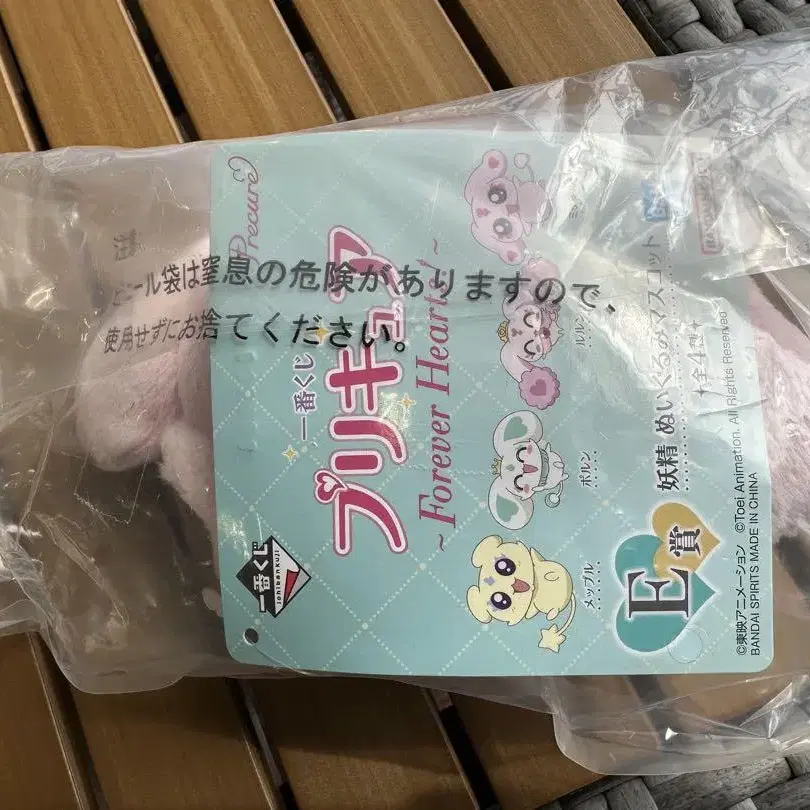 ール袋は窒息の危険がありますので、
使用せずにお捨てください。
Precure
一番くじ
プリキュア
~Forever Hearts!~
一番くじ
ichibankuji
ルルン
ポルン
メップル
E賞
妖精 ぬいぐるみマスコット
全4種
©東映アニメーション ©Toei Animation. All Rights Reserved
BANDAI SPIRITS MADE IN CHINA